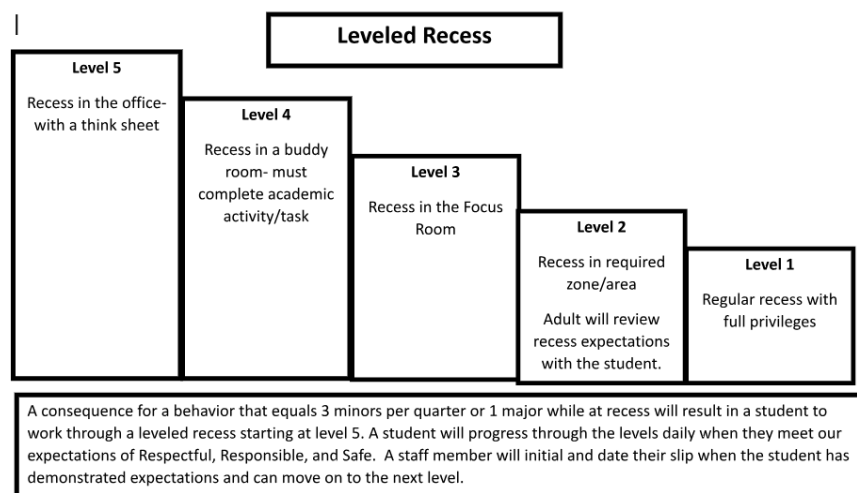 Leveled Recess
Level 5
Recess in the office-
with a think sheet
Level 4
Recess in a buddy
room- must
complete academic
activity/task
Level 3
Recess in the Focus
Room
Level 2
Recess in required
zone/area
Adult will review
recess expectations
with the student.
Level 1
Regular recess with
full privileges
A consequence for a behavior that equals 3 minors per quarter or 1 major while at recess will result in a student to
work through a leveled recess starting at level 5. A student will progress through the levels daily when they meet our
expectations of Respectful, Responsible, and Safe.  A staff member will initial and date their slip when the student has
demonstrated expectations and can move on to the next level.